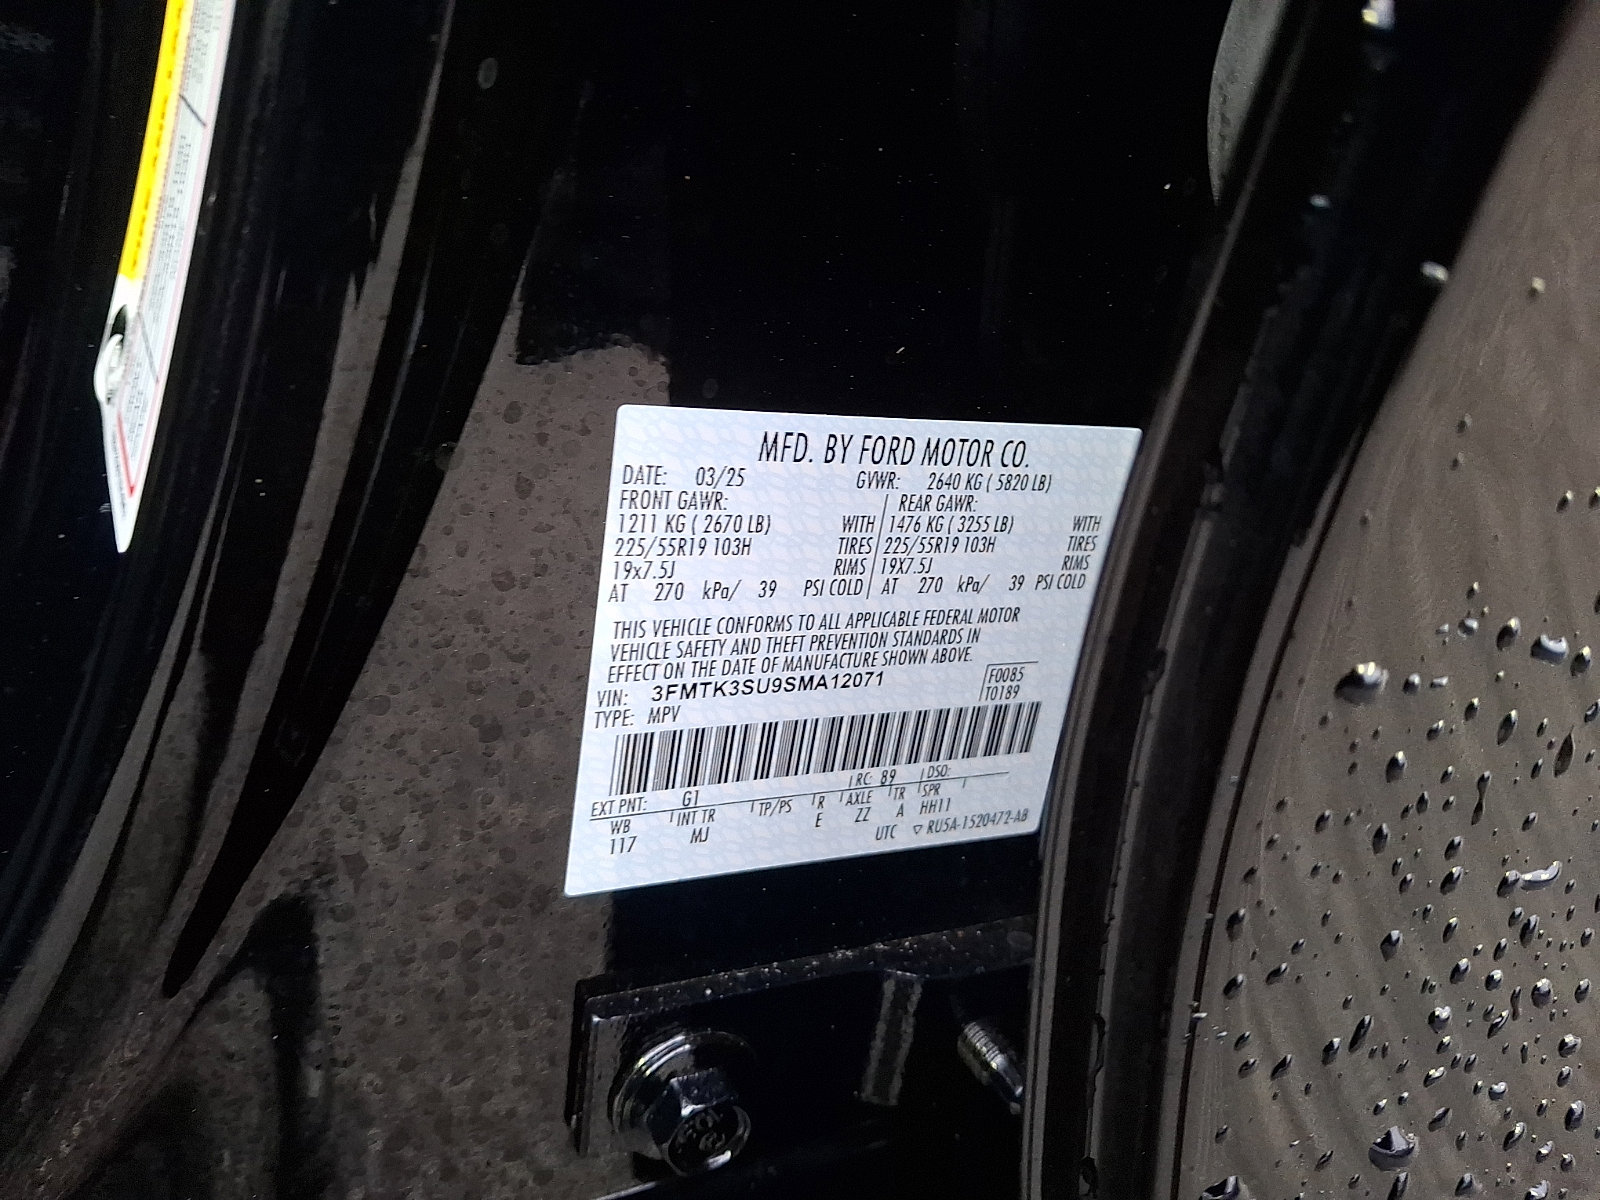 MFD. BY FORD MOTOR CO.
DATE: 03/25 GVWR: 2640 KG ( 5820 LB)
FRONT GAWR: REAR GAWR:
1211 KG ( 2670 LB) WITH 1476 KG ( 3255 LB) WITH
225/55R19 103H TIRES 225/55R19 103H TIRES
19x7.5J RIMS 19X7.5J RIMS
AT 270 kPa/ 39 PSI COLD AT 270 kPa/ 39 PSI COLD
THIS VEHICLE CONFORMS TO ALL APPLICABLE FEDERAL MOTOR
VEHICLE SAFETY AND THEFT PREVENTION STANDARDS IN
EFFECT ON THE DATE OF MANUFACTURE SHOWN ABOVE.
VIN: 3FMTK3SU9SMA12071 F0085
TYPE: MPV T0189
RC: 89 DSO:
EXT PNT: G1
WB INT TR TP/PS R AXLE TR SPR
117 MJ E ZZ A HH11
UTC ▽ RU5A-1520472-AB